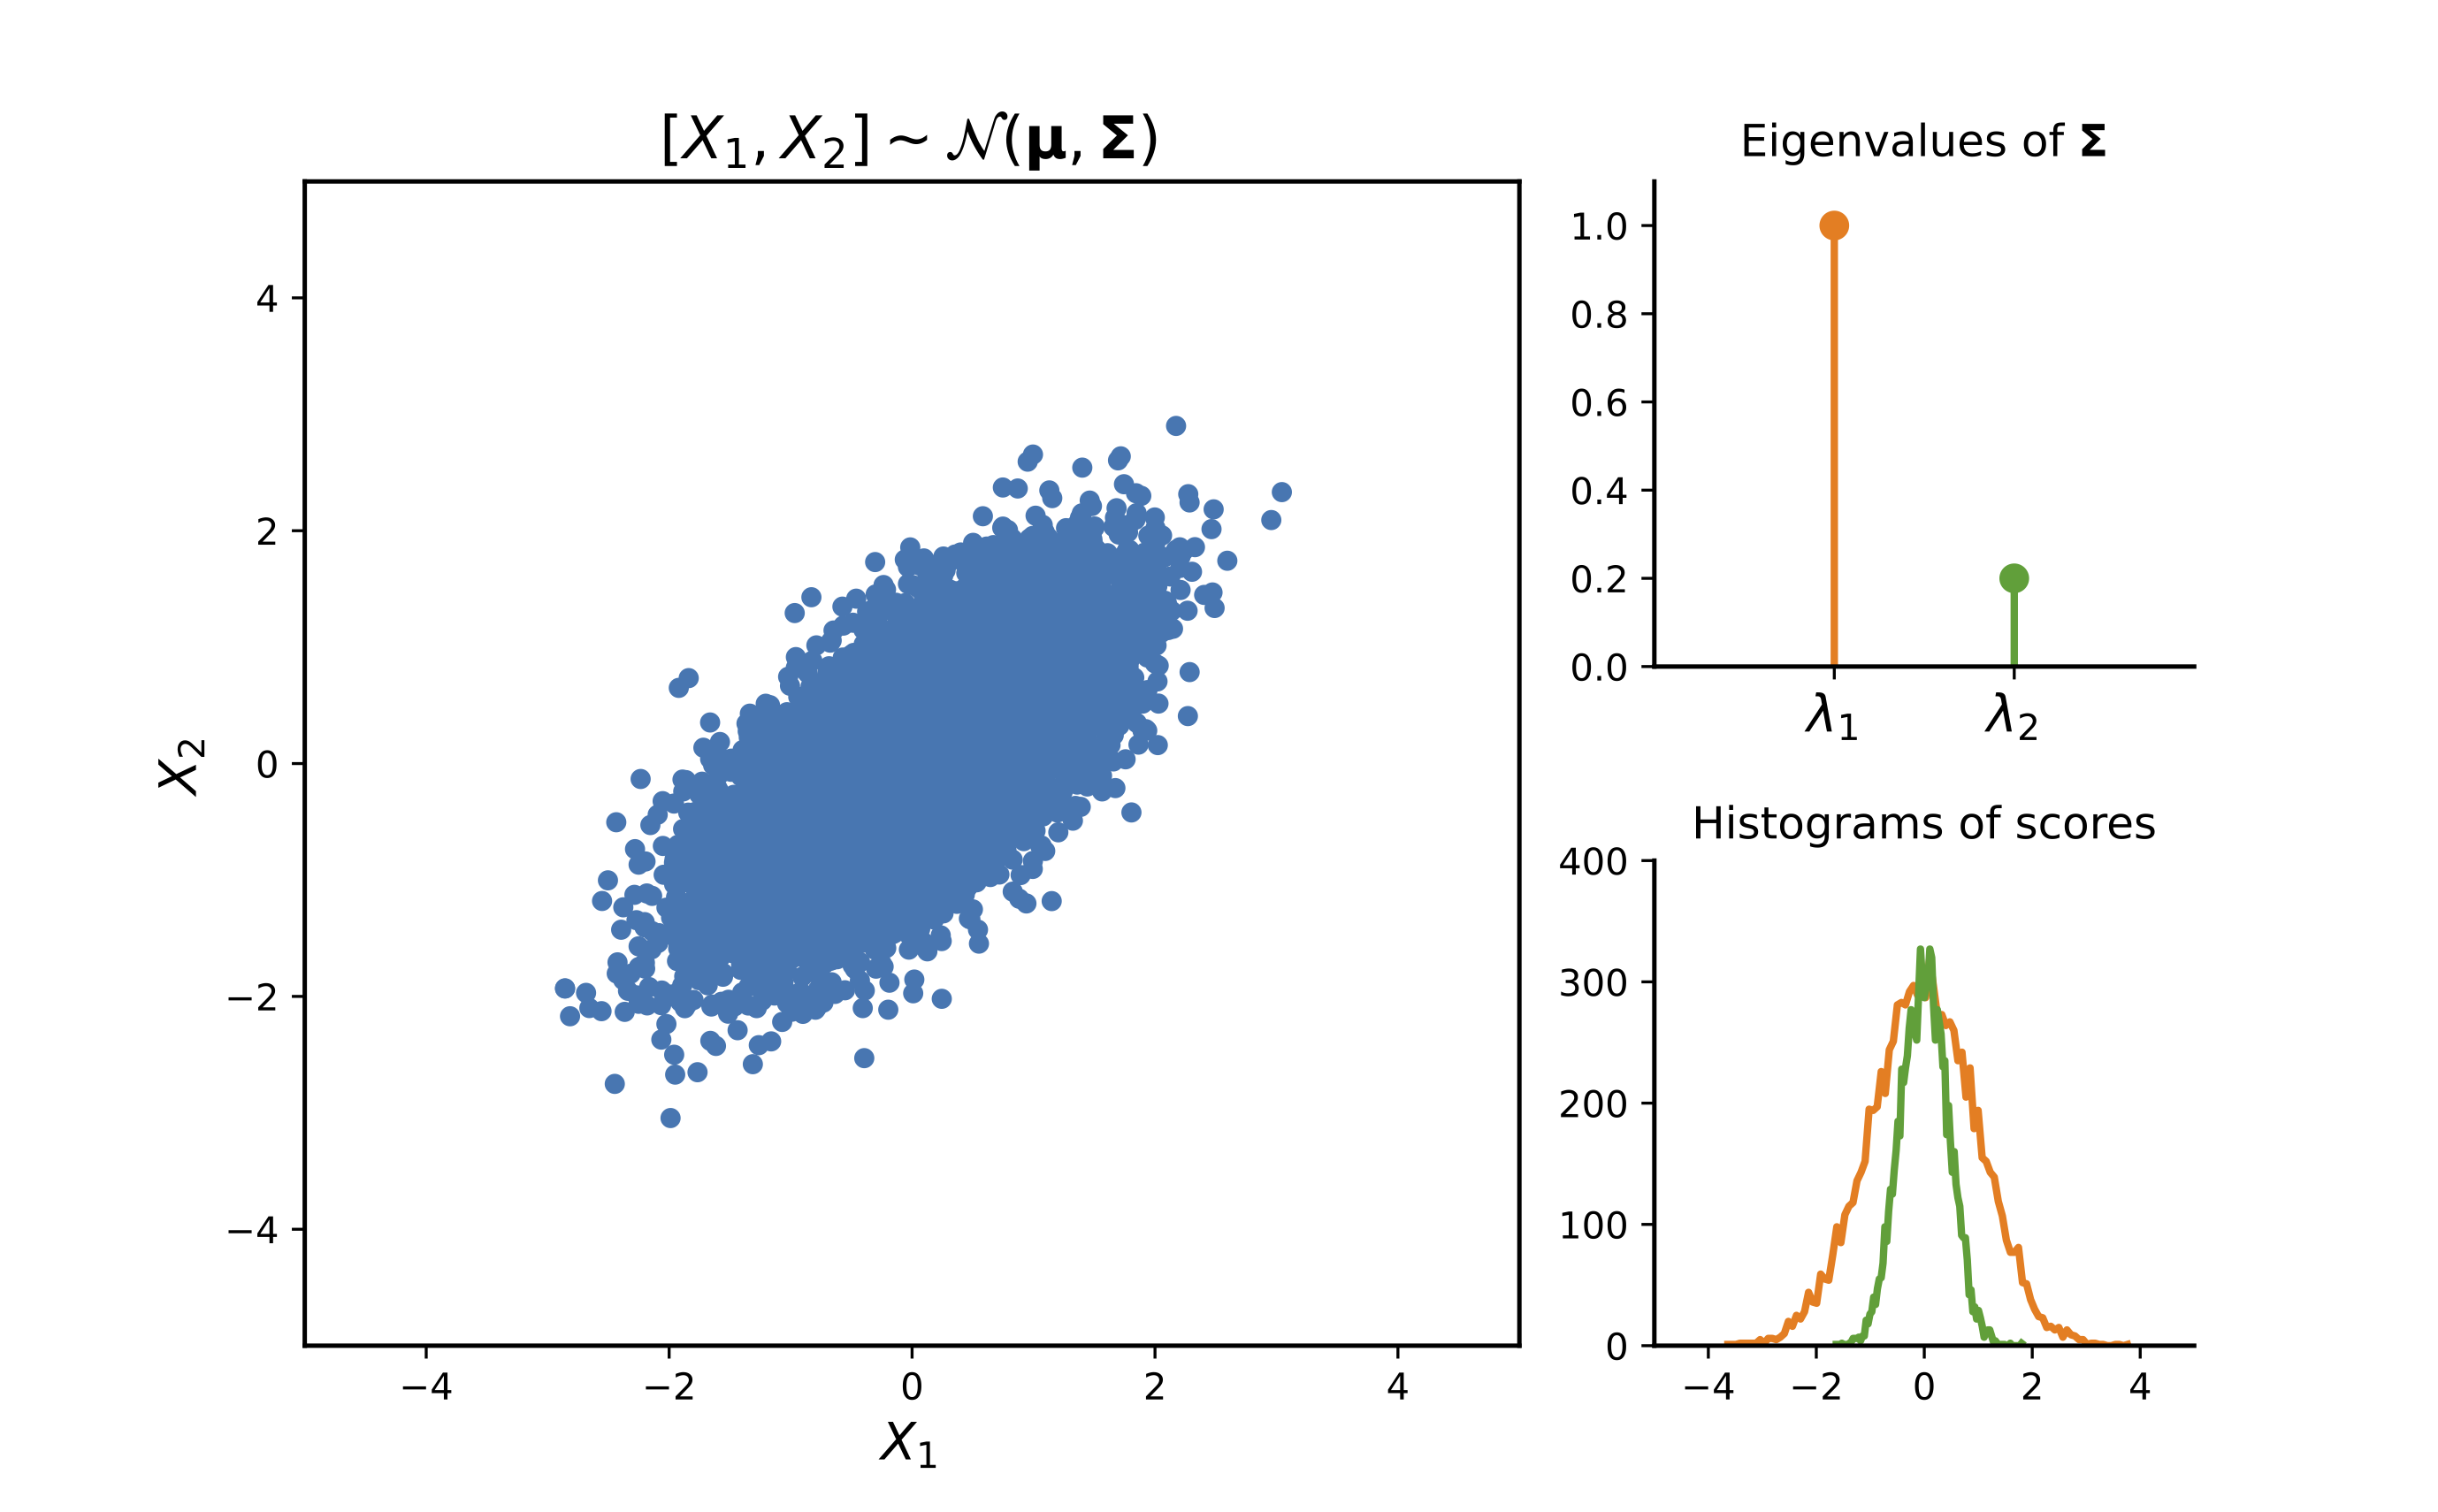 [X₁, X₂] ~ 𝒩(𝛍, 𝚺)
4
2
0
−2
−4
X₂
−4 −2 0 2 4
X₁
Eigenvalues of 𝚺
1.0
0.8
0.6
0.4
0.2
0.0
λ₁ λ₂
Histograms of scores
400
300
200
100
0
−4 −2 0 2 4